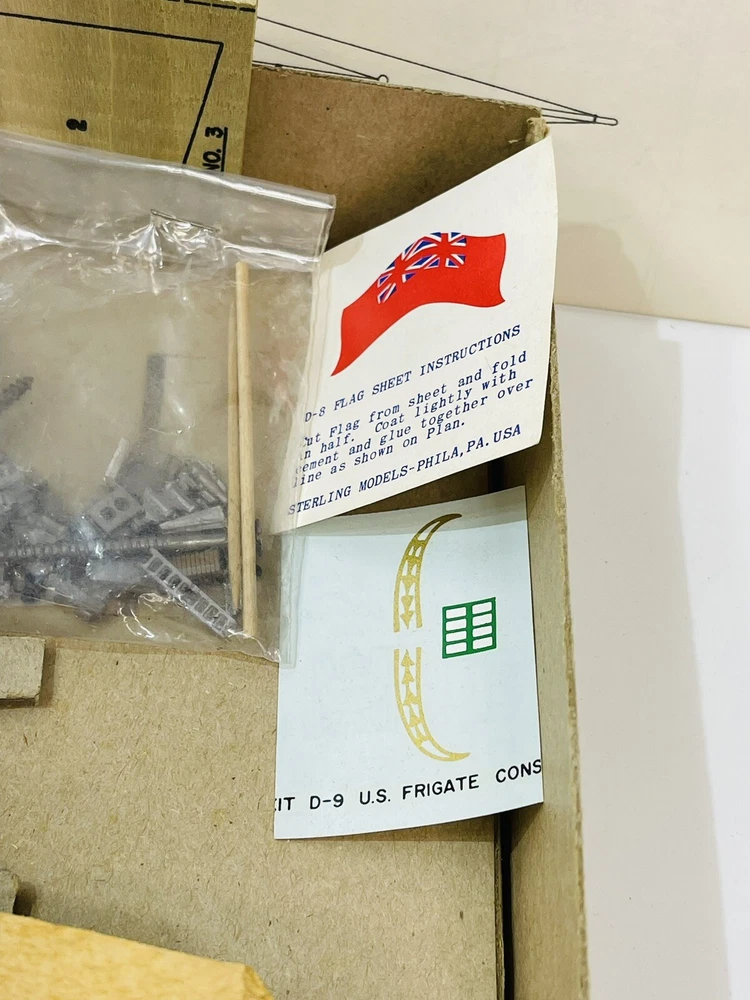 2
NO. 3
D-8 FLAG SHEET INSTRUCTIONS
Cut Flag from sheet and fold
in half. Coat lightly with
cement and glue together over
line as shown on Plan.
STERLING MODELS-PHILA,PA.USA
KIT D-9 U.S. FRIGATE CONS